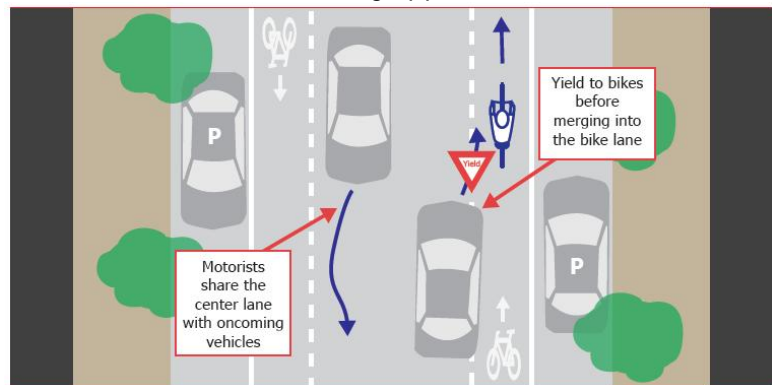 Yield to bikes
before
merging into
the bike lane
P
Yield
P
Motorists
share the
center lane
with oncoming
vehicles